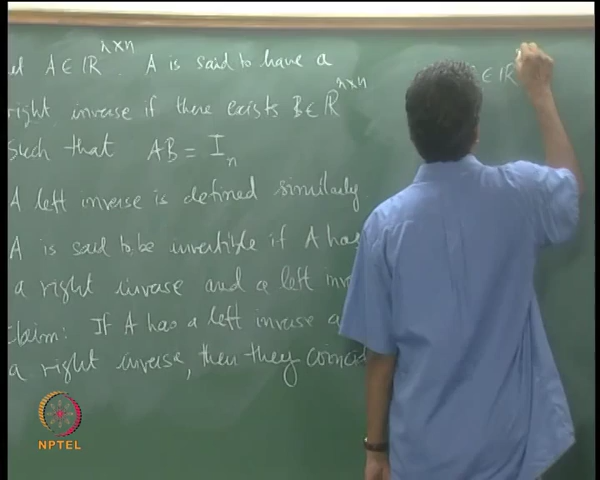 A ∈ ℝ^{n×n}. A is said to have a
right inverse if there exists B ∈ ℝ^{n×n}
Such that AB = I_n
A left inverse is defined similarly
A is said to be invertible if A has
a right inverse and a left
Claim: If A has a left inverse
a right inverse, then they
∈ ℝ
NPTEL